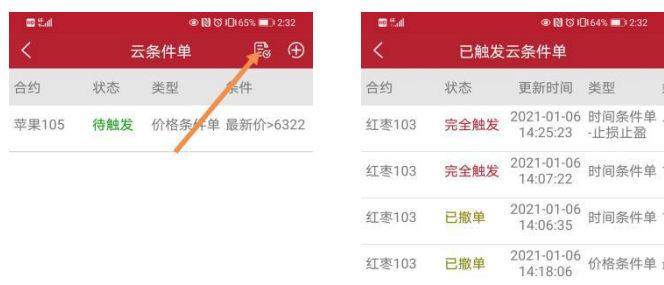 65% 2:32
云条件单
合约 状态 类型 条件
苹果105 待触发 价格条件单 最新价>6322
64% 2:32
已触发云条件单
合约 状态 更新时间 类型
红枣103 完全触发 2021-01-06 14:25:23 时间条件单-止损止盈
红枣103 完全触发 2021-01-06 14:07:22 时间条件单
红枣103 已撤单 2021-01-06 14:06:35 时间条件单
红枣103 已撤单 2021-01-06 14:18:06 价格条件单